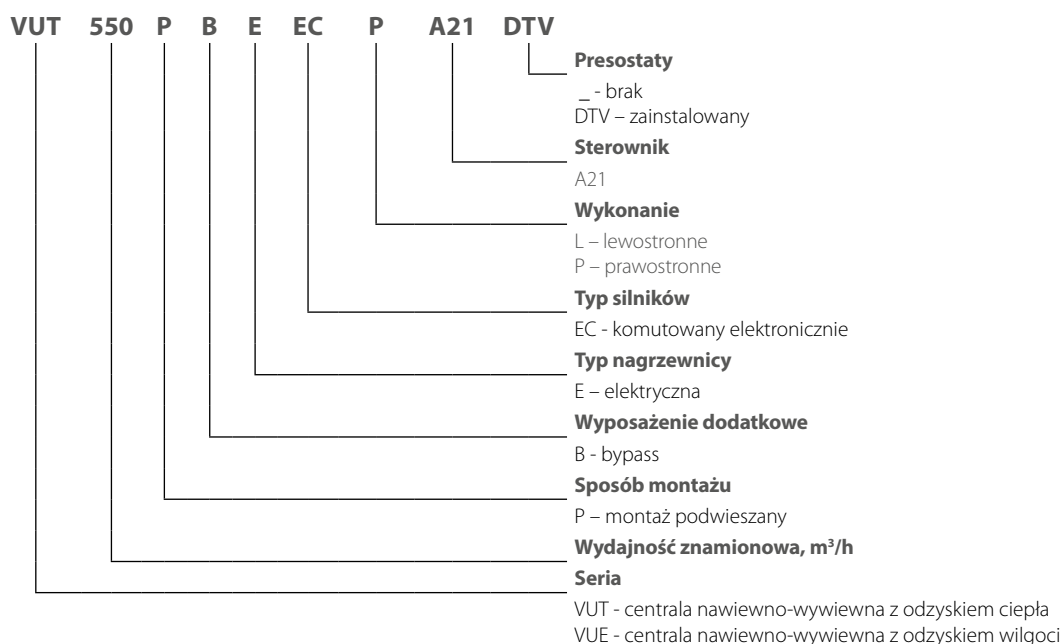 VUT 550 P B E EC P A21 DTV
Presostaty
_ - brak
DTV – zainstalowany
Sterownik
A21
Wykonanie
L – lewostronne
P – prawostronne
Typ silników
EC - komutowany elektronicznie
Typ nagrzewnicy
E – elektryczna
Wyposażenie dodatkowe
B - bypass
Sposób montażu
P – montaż podwieszany
Wydajność znamionowa, m³/h
Seria
VUT - centrala nawiewno-wywiewna z odzyskiem ciepła
VUE - centrala nawiewno-wywiewna z odzyskiem wilgoci